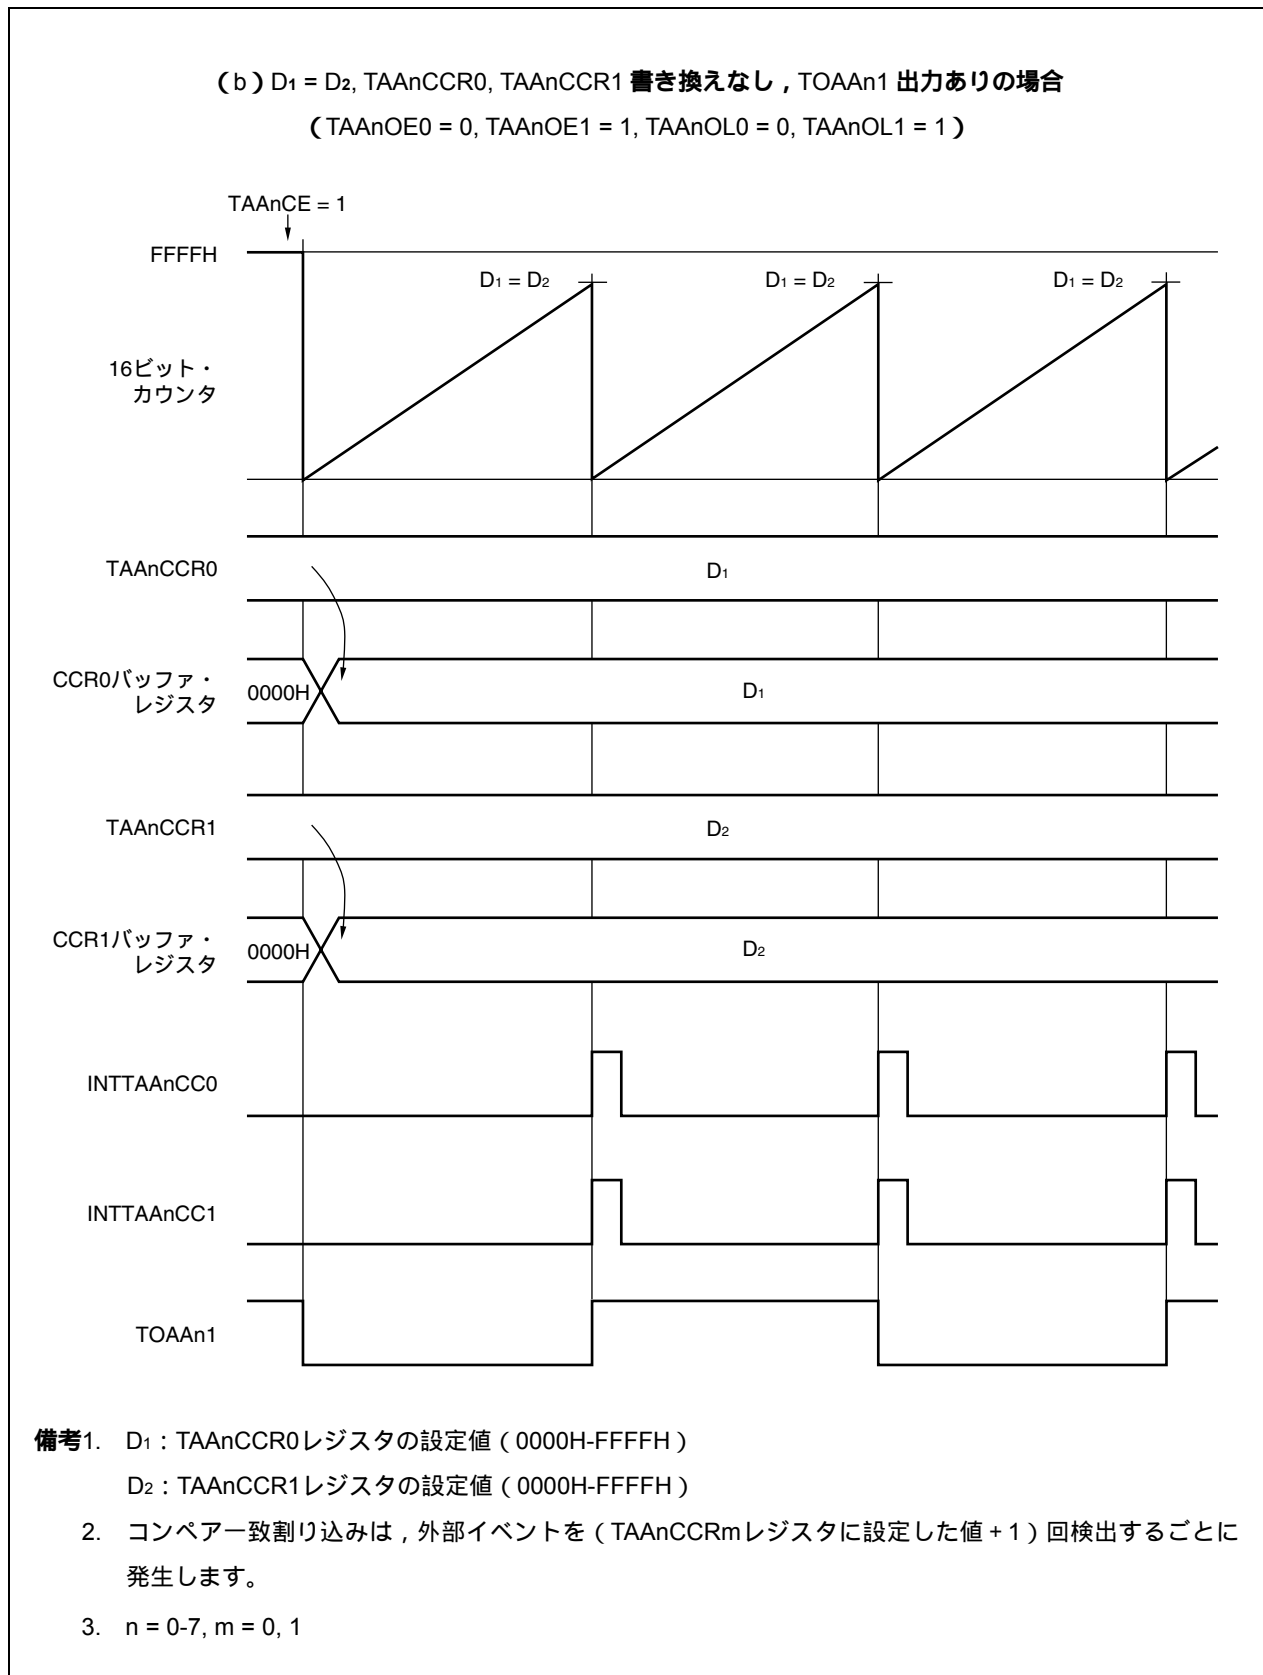 （b）D1 = D2, TAAnCCR0, TAAnCCR1 書き換えなし，TOAAn1 出力ありの場合
（TAAnOE0 = 0, TAAnOE1 = 1, TAAnOL0 = 0, TAAnOL1 = 1）
TAAnCE = 1
FFFFH
D1 = D2
D1 = D2
D1 = D2
16ビット・
カウンタ
TAAnCCR0
D1
CCR0バッファ・
レジスタ
0000H
D1
TAAnCCR1
D2
CCR1バッファ・
レジスタ
0000H
D2
INTTAAnCC0
INTTAAnCC1
TOAAn1
備考1. D1：TAAnCCR0レジスタの設定値（0000H-FFFFH）
D2：TAAnCCR1レジスタの設定値（0000H-FFFFH）
2. コンペア一致割り込みは，外部イベントを（TAAnCCRmレジスタに設定した値＋1）回検出するごとに
発生します。
3. n = 0-7, m = 0, 1